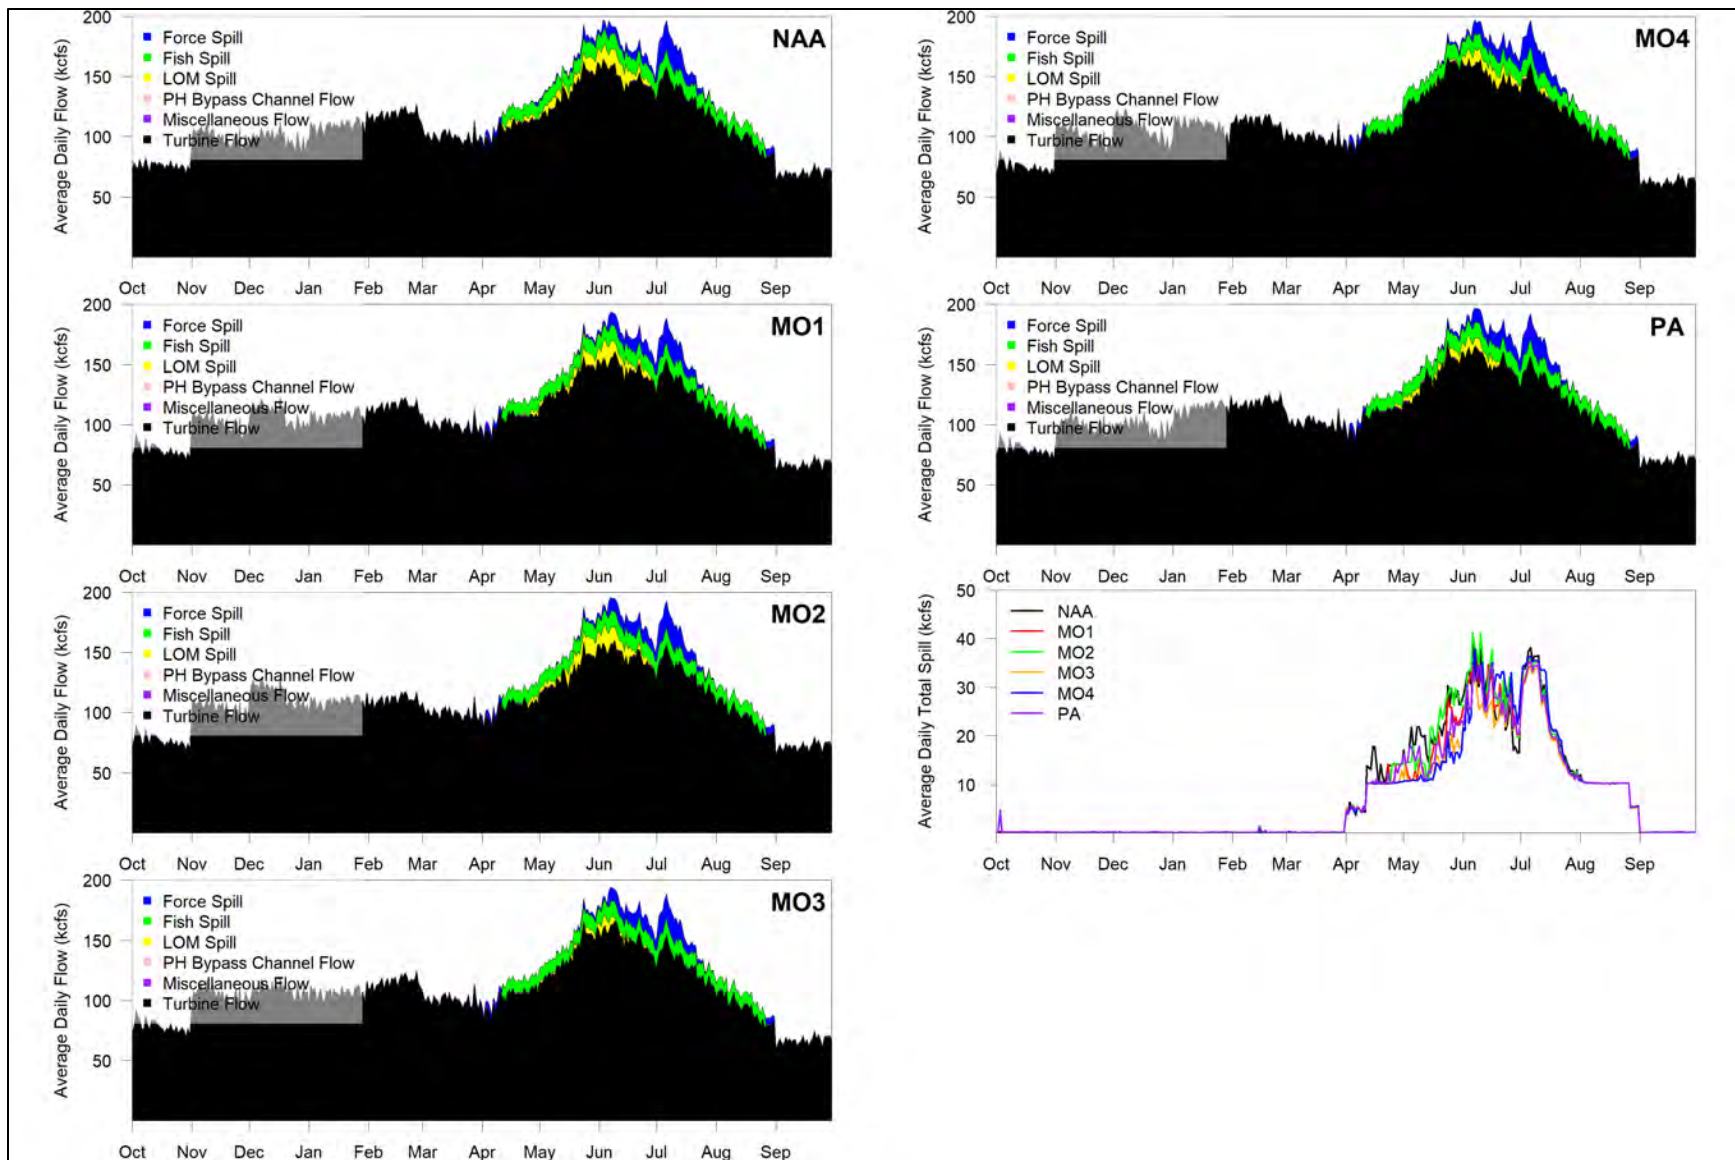 Average Daily Flow (kcfs)
200
150
100
50
Force Spill
Fish Spill
LOM Spill
PH Bypass Channel Flow
Miscellaneous Flow
Turbine Flow
NAA
Oct Nov Dec Jan Feb Mar Apr May Jun Jul Aug Sep
Average Daily Flow (kcfs)
200
150
100
50
Force Spill
Fish Spill
LOM Spill
PH Bypass Channel Flow
Miscellaneous Flow
Turbine Flow
MO1
Oct Nov Dec Jan Feb Mar Apr May Jun Jul Aug Sep
Average Daily Flow (kcfs)
200
150
100
50
Force Spill
Fish Spill
LOM Spill
PH Bypass Channel Flow
Miscellaneous Flow
Turbine Flow
MO2
Oct Nov Dec Jan Feb Mar Apr May Jun Jul Aug Sep
Average Daily Flow (kcfs)
200
150
100
50
Force Spill
Fish Spill
LOM Spill
PH Bypass Channel Flow
Miscellaneous Flow
Turbine Flow
MO3
Oct Nov Dec Jan Feb Mar Apr May Jun Jul Aug Sep
Average Daily Flow (kcfs)
200
150
100
50
Force Spill
Fish Spill
LOM Spill
PH Bypass Channel Flow
Miscellaneous Flow
Turbine Flow
MO4
Oct Nov Dec Jan Feb Mar Apr May Jun Jul Aug Sep
Average Daily Flow (kcfs)
200
150
100
50
Force Spill
Fish Spill
LOM Spill
PH Bypass Channel Flow
Miscellaneous Flow
Turbine Flow
PA
Oct Nov Dec Jan Feb Mar Apr May Jun Jul Aug Sep
Average Daily Total Spill (kcfs)
50
40
30
20
10
NAA
MO1
MO2
MO3
MO4
PA
Oct Nov Dec Jan Feb Mar Apr May Jun Jul Aug Sep